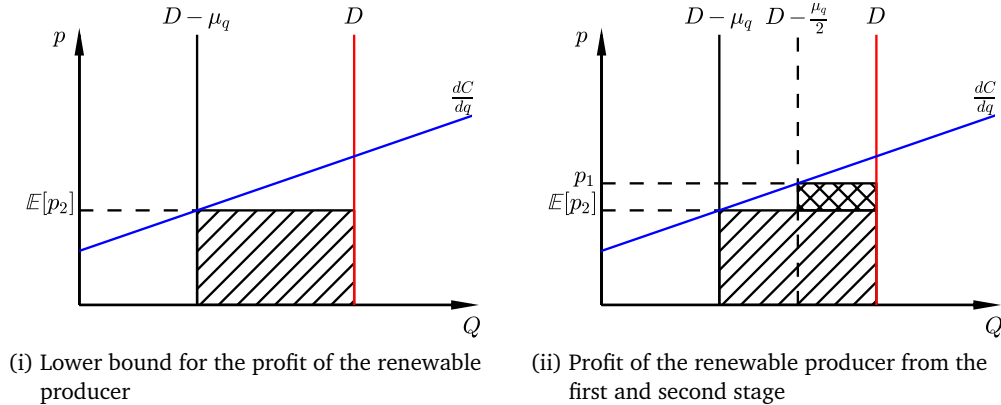 D − μ_q
D
p
dC/dq
𝔼[p_2]
Q
(i) Lower bound for the profit of the renewable
producer
D − μ_q
D − μ_q/2
D
p
dC/dq
p_1
𝔼[p_2]
Q
(ii) Profit of the renewable producer from the
first and second stage